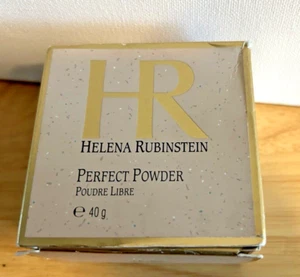 HR
HELENA RUBINSTEIN
PERFECT POWDER
POUDRE LIBRE
℮ 40 g